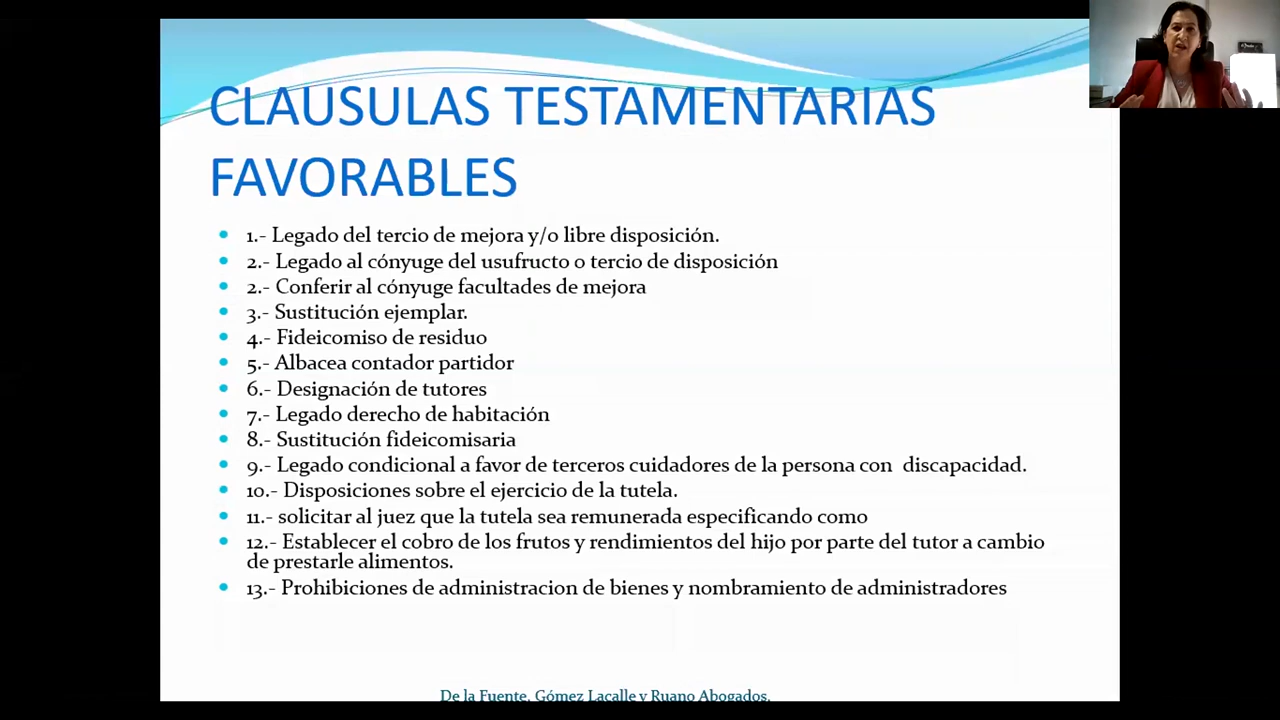 CLAUSULAS TESTAMENTARIAS
FAVORABLES
1.- Legado del tercio de mejora y/o libre disposición.
2.- Legado al cónyuge del usufructo o tercio de disposición
2.- Conferir al cónyuge facultades de mejora
3.- Sustitución ejemplar.
4.- Fideicomiso de residuo
5.- Albacea contador partidor
6.- Designación de tutores
7.- Legado derecho de habitación
8.- Sustitución fideicomisaria
9.- Legado condicional a favor de terceros cuidadores de la persona con discapacidad.
10.- Disposiciones sobre el ejercicio de la tutela.
11.- solicitar al juez que la tutela sea remunerada especificando como
12.- Establecer el cobro de los frutos y rendimientos del hijo por parte del tutor a cambio
de prestarle alimentos.
13.- Prohibiciones de administracion de bienes y nombramiento de administradores
De la Fuente, Gómez Lacalle y Ruano Abogados.